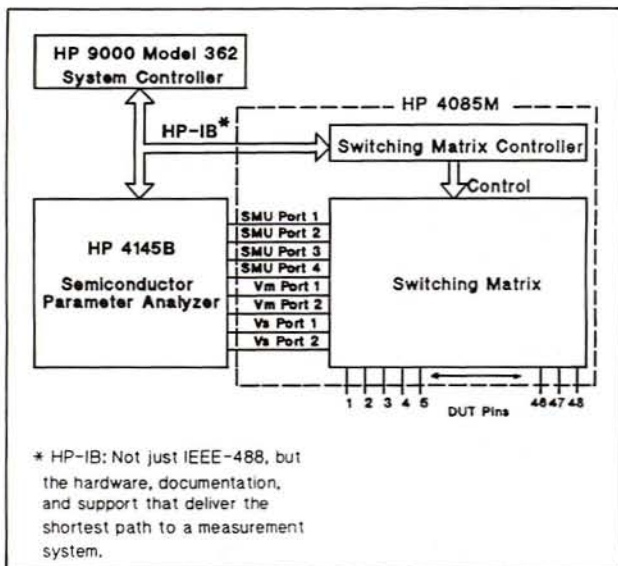 HP 9000 Model 362
System Controller
HP-IB*
HP 4085M
Switching Matrix Controller
Control
HP 4145B
Semiconductor
Parameter Analyzer
SMU Port 1
SMU Port 2
SMU Port 3
SMU Port 4
Vm Port 1
Vm Port 2
Vs Port 1
Vs Port 2
Switching Matrix
1 2 3 4 5 46 47 48
DUT Pins
* HP-IB: Not just IEEE-488, but
the hardware, documentation,
and support that deliver the
shortest path to a measurement
system.